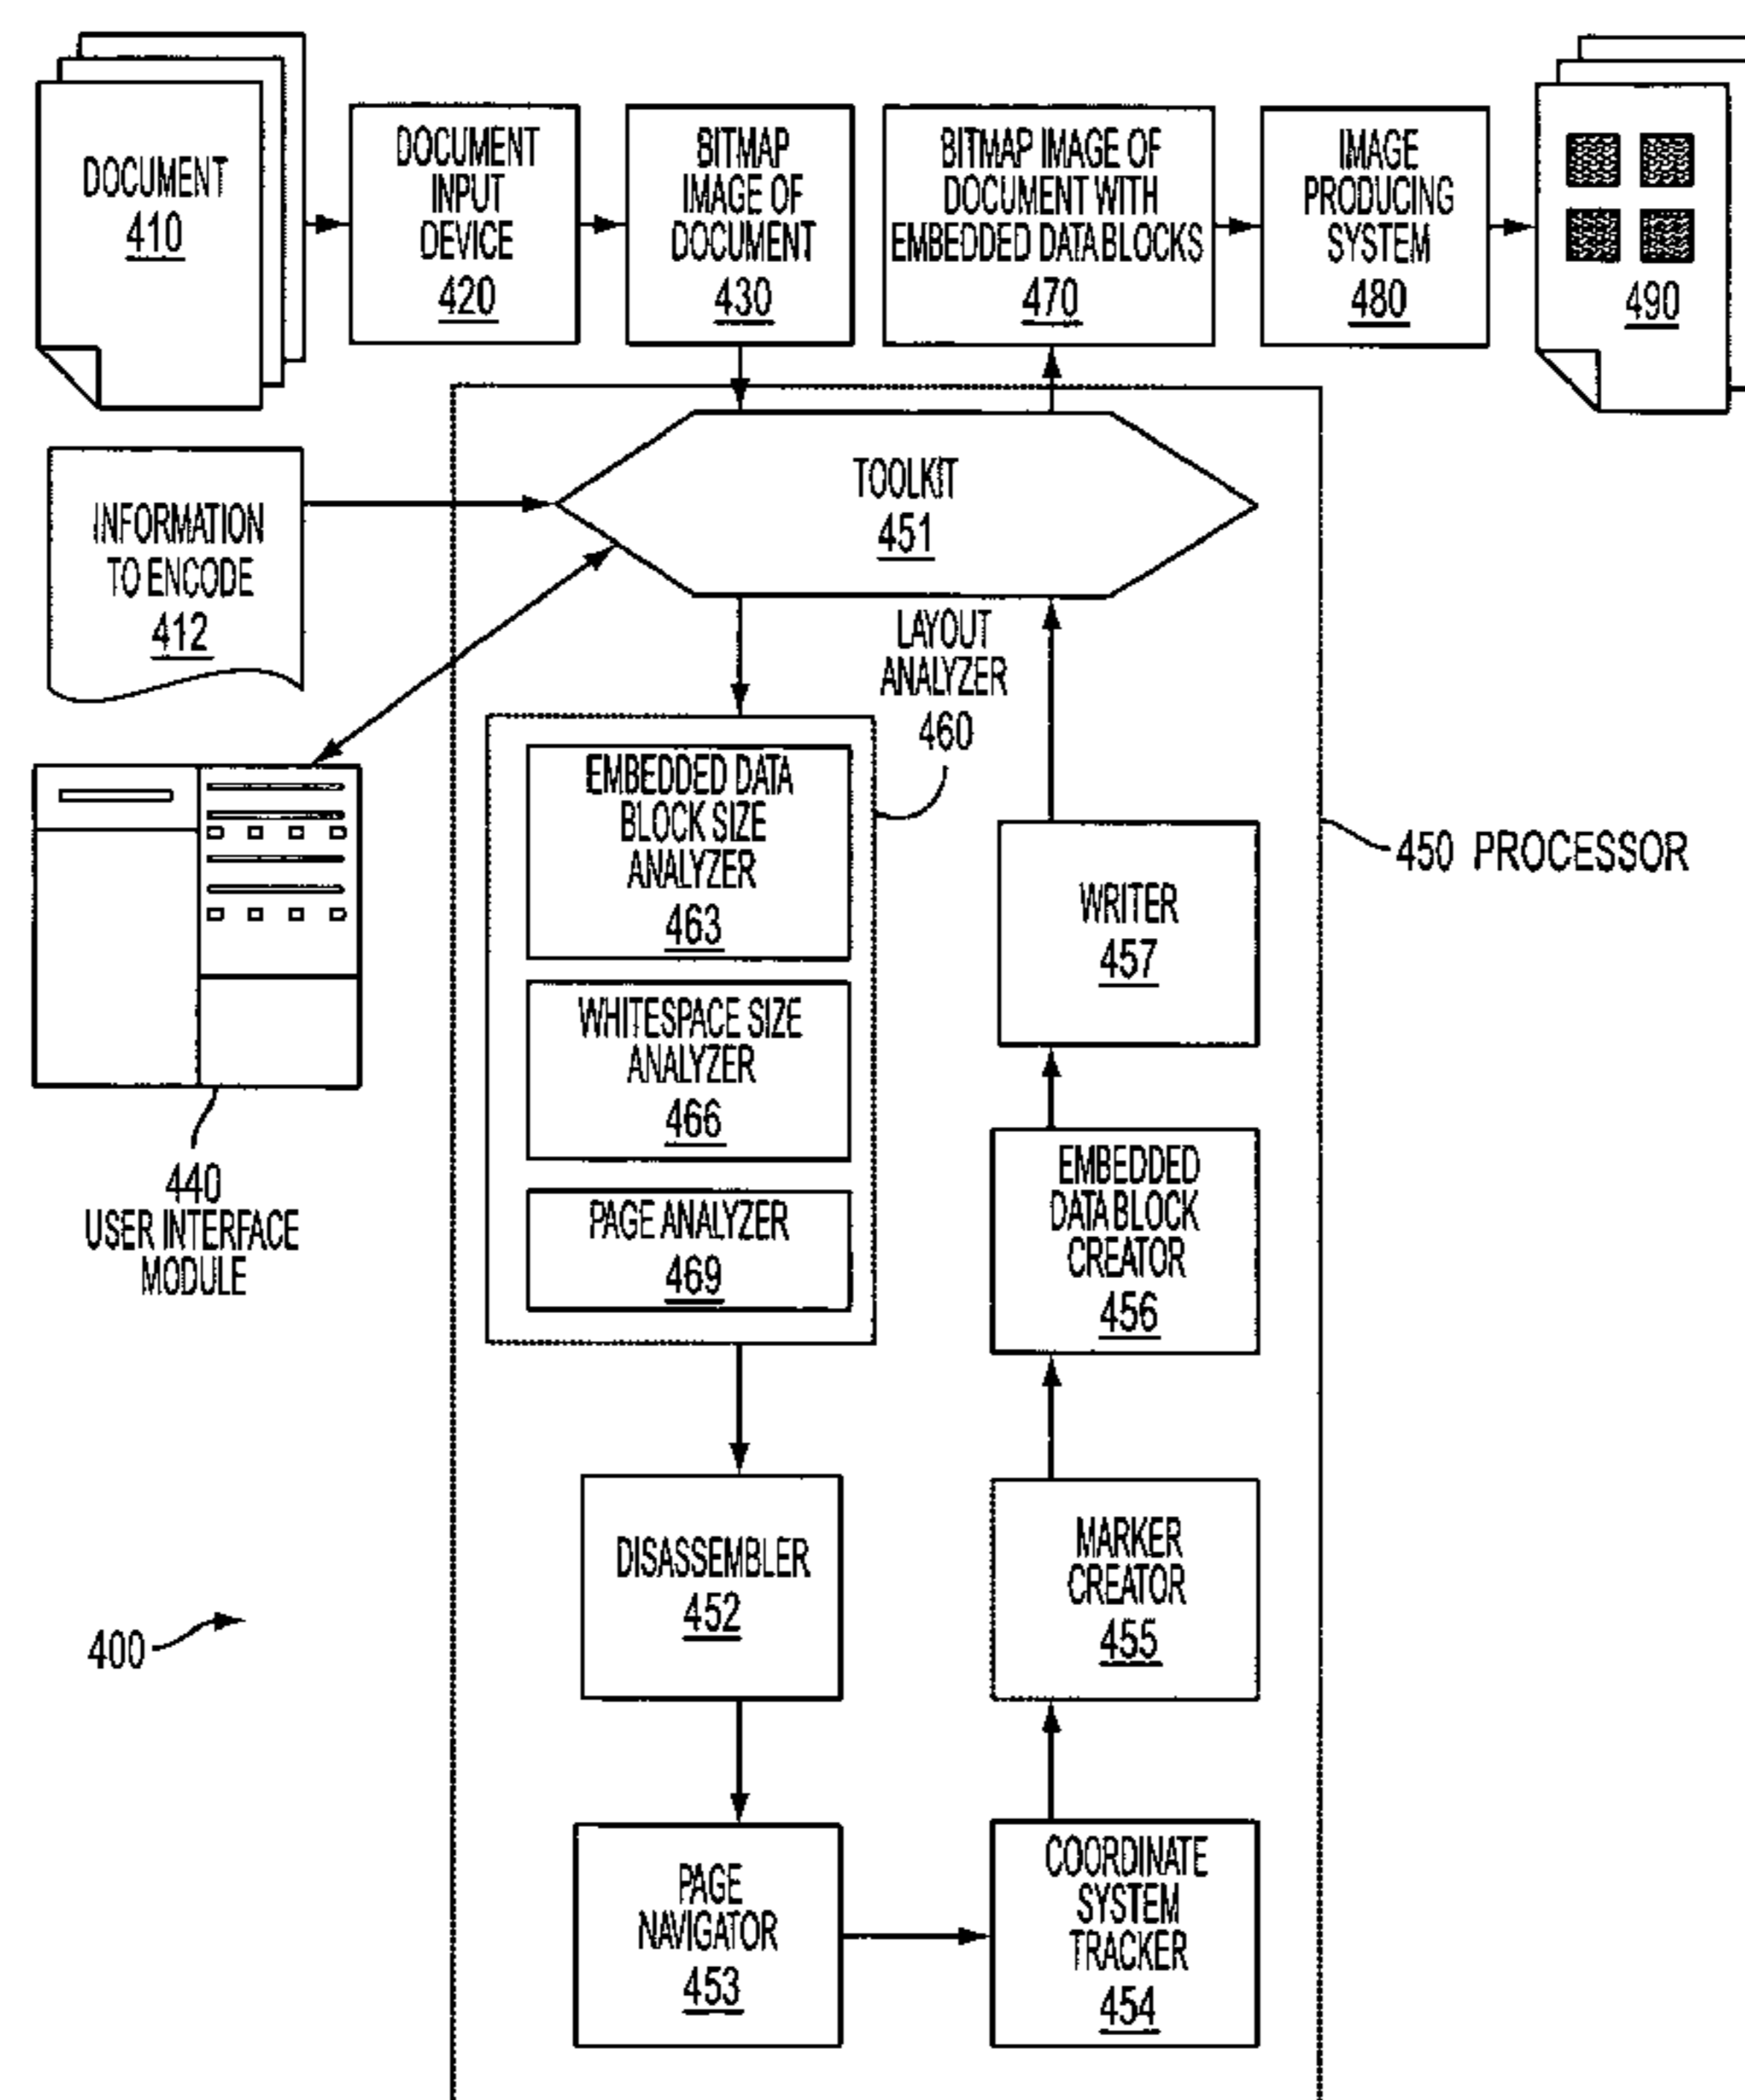 DOCUMENT
410
DOCUMENT
INPUT
DEVICE
420
BITMAP
IMAGE OF
DOCUMENT
430
BITMAP IMAGE OF
DOCUMENT WITH
EMBEDDED DATA BLOCKS
470
IMAGE
PRODUCING
SYSTEM
480
490
INFORMATION
TO ENCODE
412
TOOLKIT
451
LAYOUT
ANALYZER
460
EMBEDDED DATA
BLOCK SIZE
ANALYZER
463
WHITESPACE SIZE
ANALYZER
466
PAGE ANALYZER
469
440
USER INTERFACE
MODULE
450 PROCESSOR
WRITER
457
EMBEDDED
DATA BLOCK
CREATOR
456
DISASSEMBLER
452
MARKER
CREATOR
455
400
PAGE
NAVIGATOR
453
COORDINATE
SYSTEM
TRACKER
454